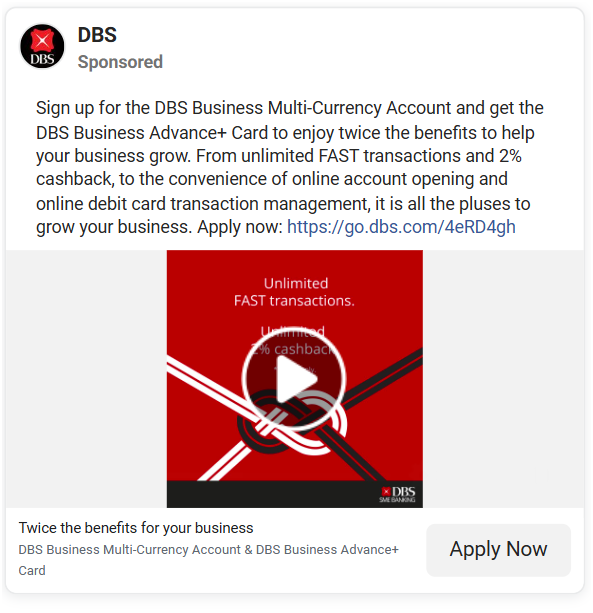 DBS
DBS
Sponsored
Sign up for the DBS Business Multi-Currency Account and get the
DBS Business Advance+ Card to enjoy twice the benefits to help
your business grow. From unlimited FAST transactions and 2%
cashback, to the convenience of online account opening and
online debit card transaction management, it is all the pluses to
grow your business. Apply now: https://go.dbs.com/4eRD4gh
Unlimited
FAST transactions.
Unlimited
2% cashback
DBS
SME BANKING
Twice the benefits for your business
DBS Business Multi-Currency Account & DBS Business Advance+
Card
Apply Now